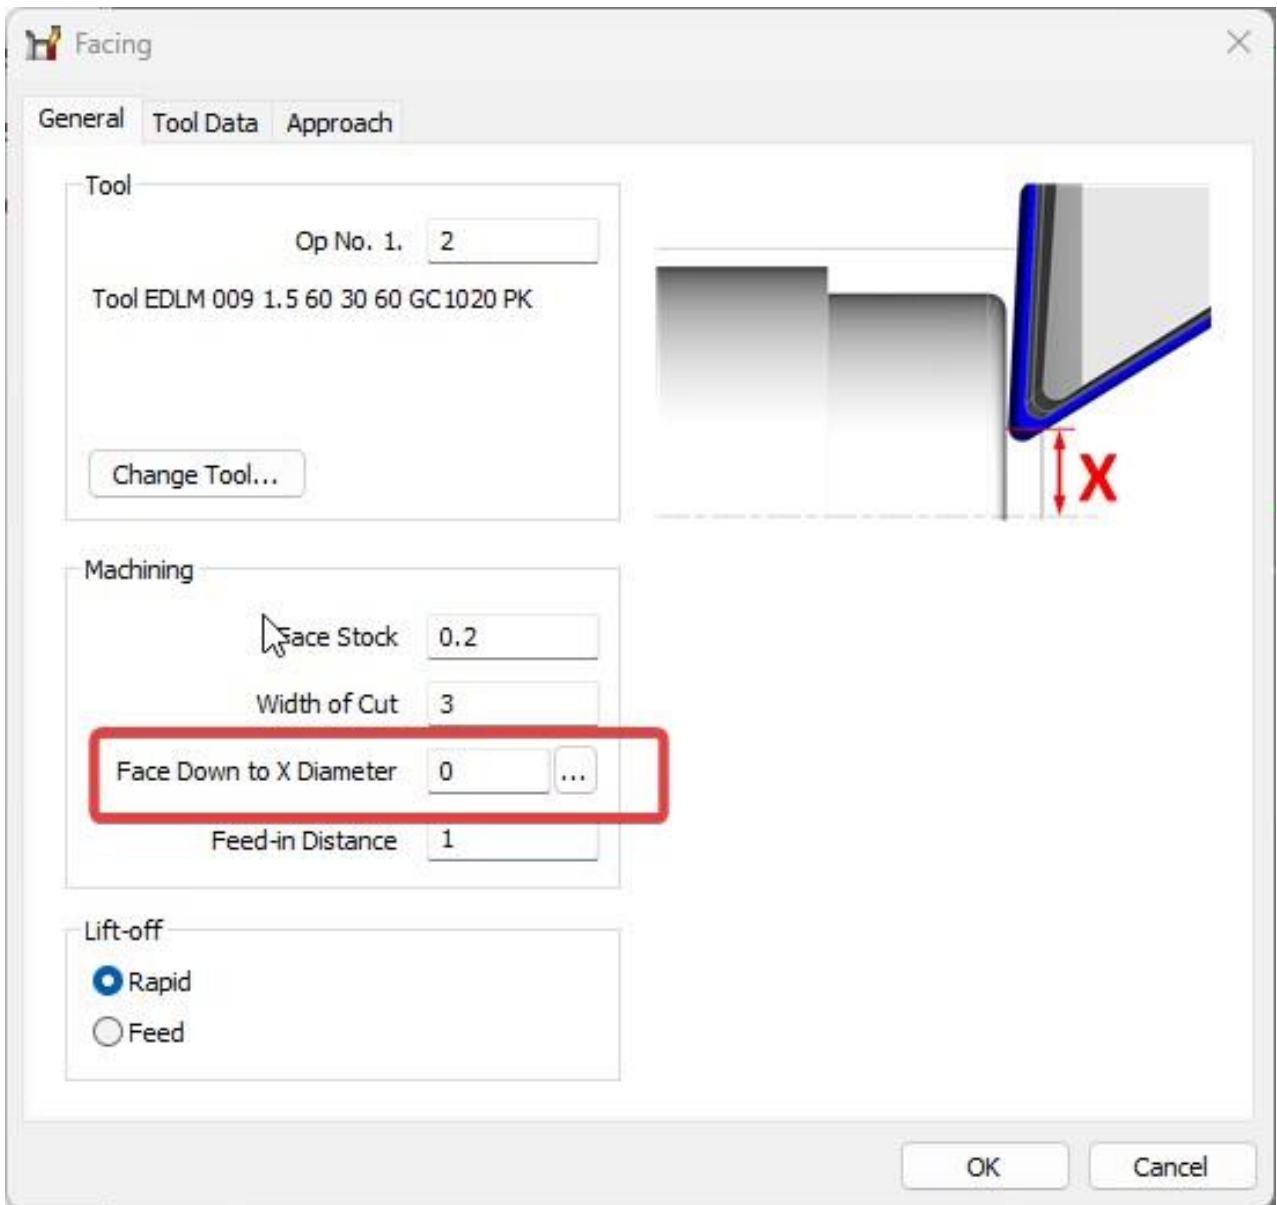 Facing
General Tool Data Approach
Tool
Op No. 1. 2
Tool EDLM 009 1.5 60 30 60 GC1020 PK
Change Tool...
X
Machining
Face Stock 0.2
Width of Cut 3
Face Down to X Diameter 0 ...
Feed-in Distance 1
Lift-off
Rapid
Feed
OK Cancel